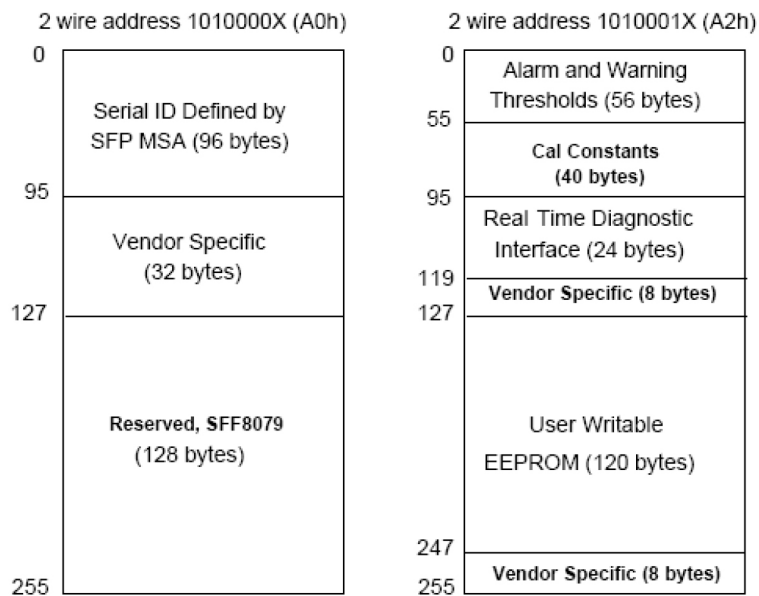 2 wire address 1010000X (A0h)
0
Serial ID Defined by
SFP MSA (96 bytes)
95
Vendor Specific
(32 bytes)
127
Reserved, SFF8079
(128 bytes)
255
2 wire address 1010001X (A2h)
0
Alarm and Warning
Thresholds (56 bytes)
55
Cal Constants
(40 bytes)
95
Real Time Diagnostic
Interface (24 bytes)
119
Vendor Specific (8 bytes)
127
User Writable
EEPROM (120 bytes)
247
Vendor Specific (8 bytes)
255